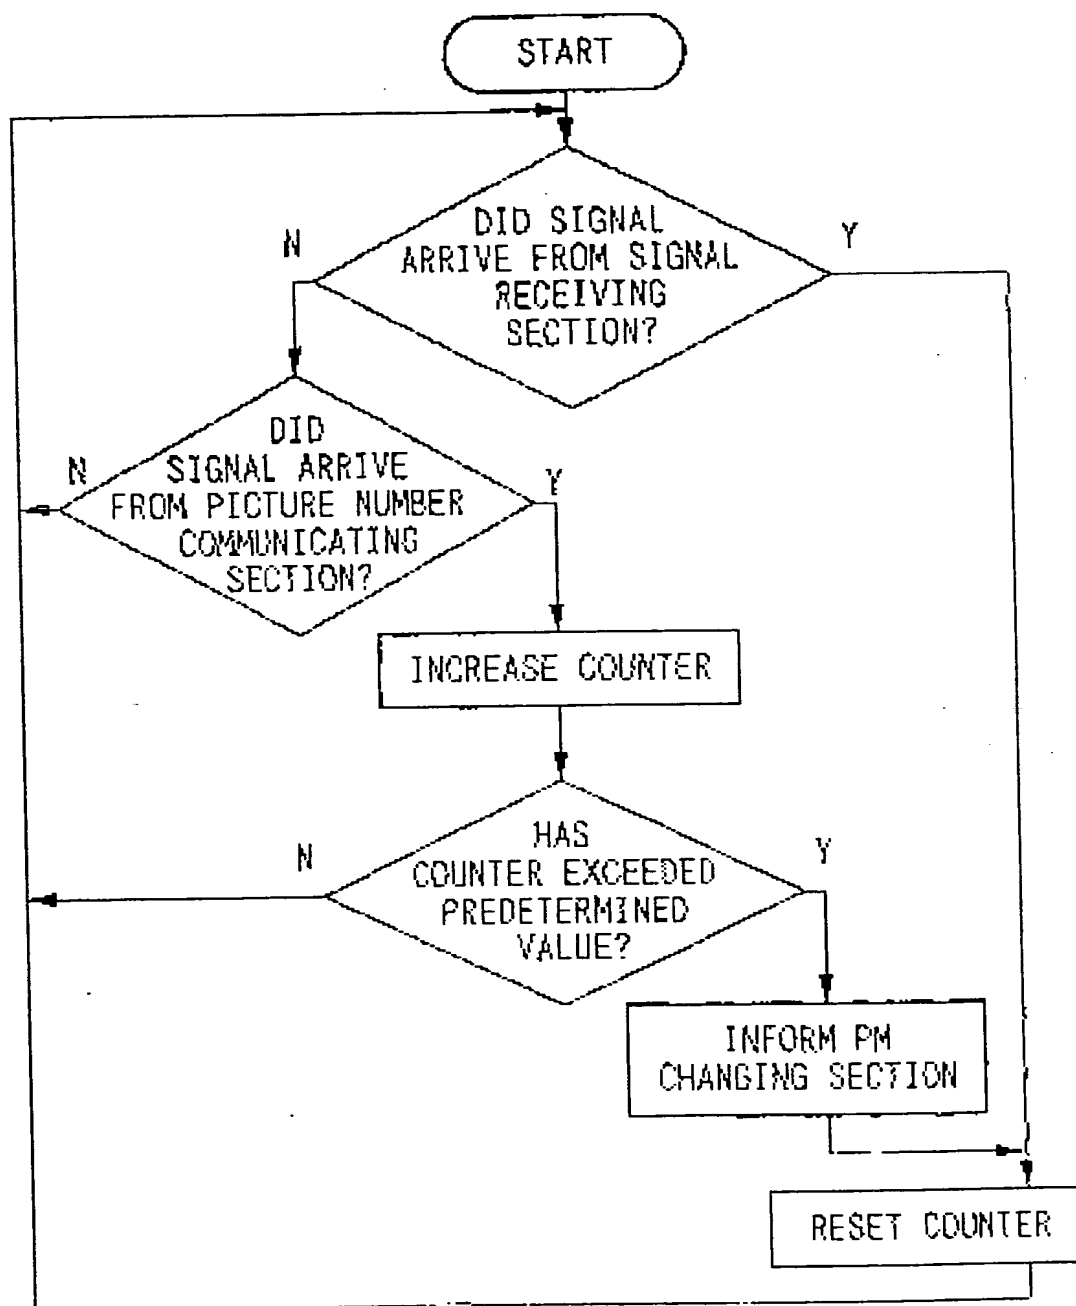 START
DID SIGNAL
ARRIVE FROM SIGNAL
RECEIVING
SECTION?
N
Y
DID
SIGNAL ARRIVE
FROM PICTURE NUMBER
COMMUNICATING
SECTION?
N
Y
INCREASE COUNTER
HAS
COUNTER EXCEEDED
PREDETERMINED
VALUE?
N
Y
INFORM PM
CHANGING SECTION
RESET COUNTER